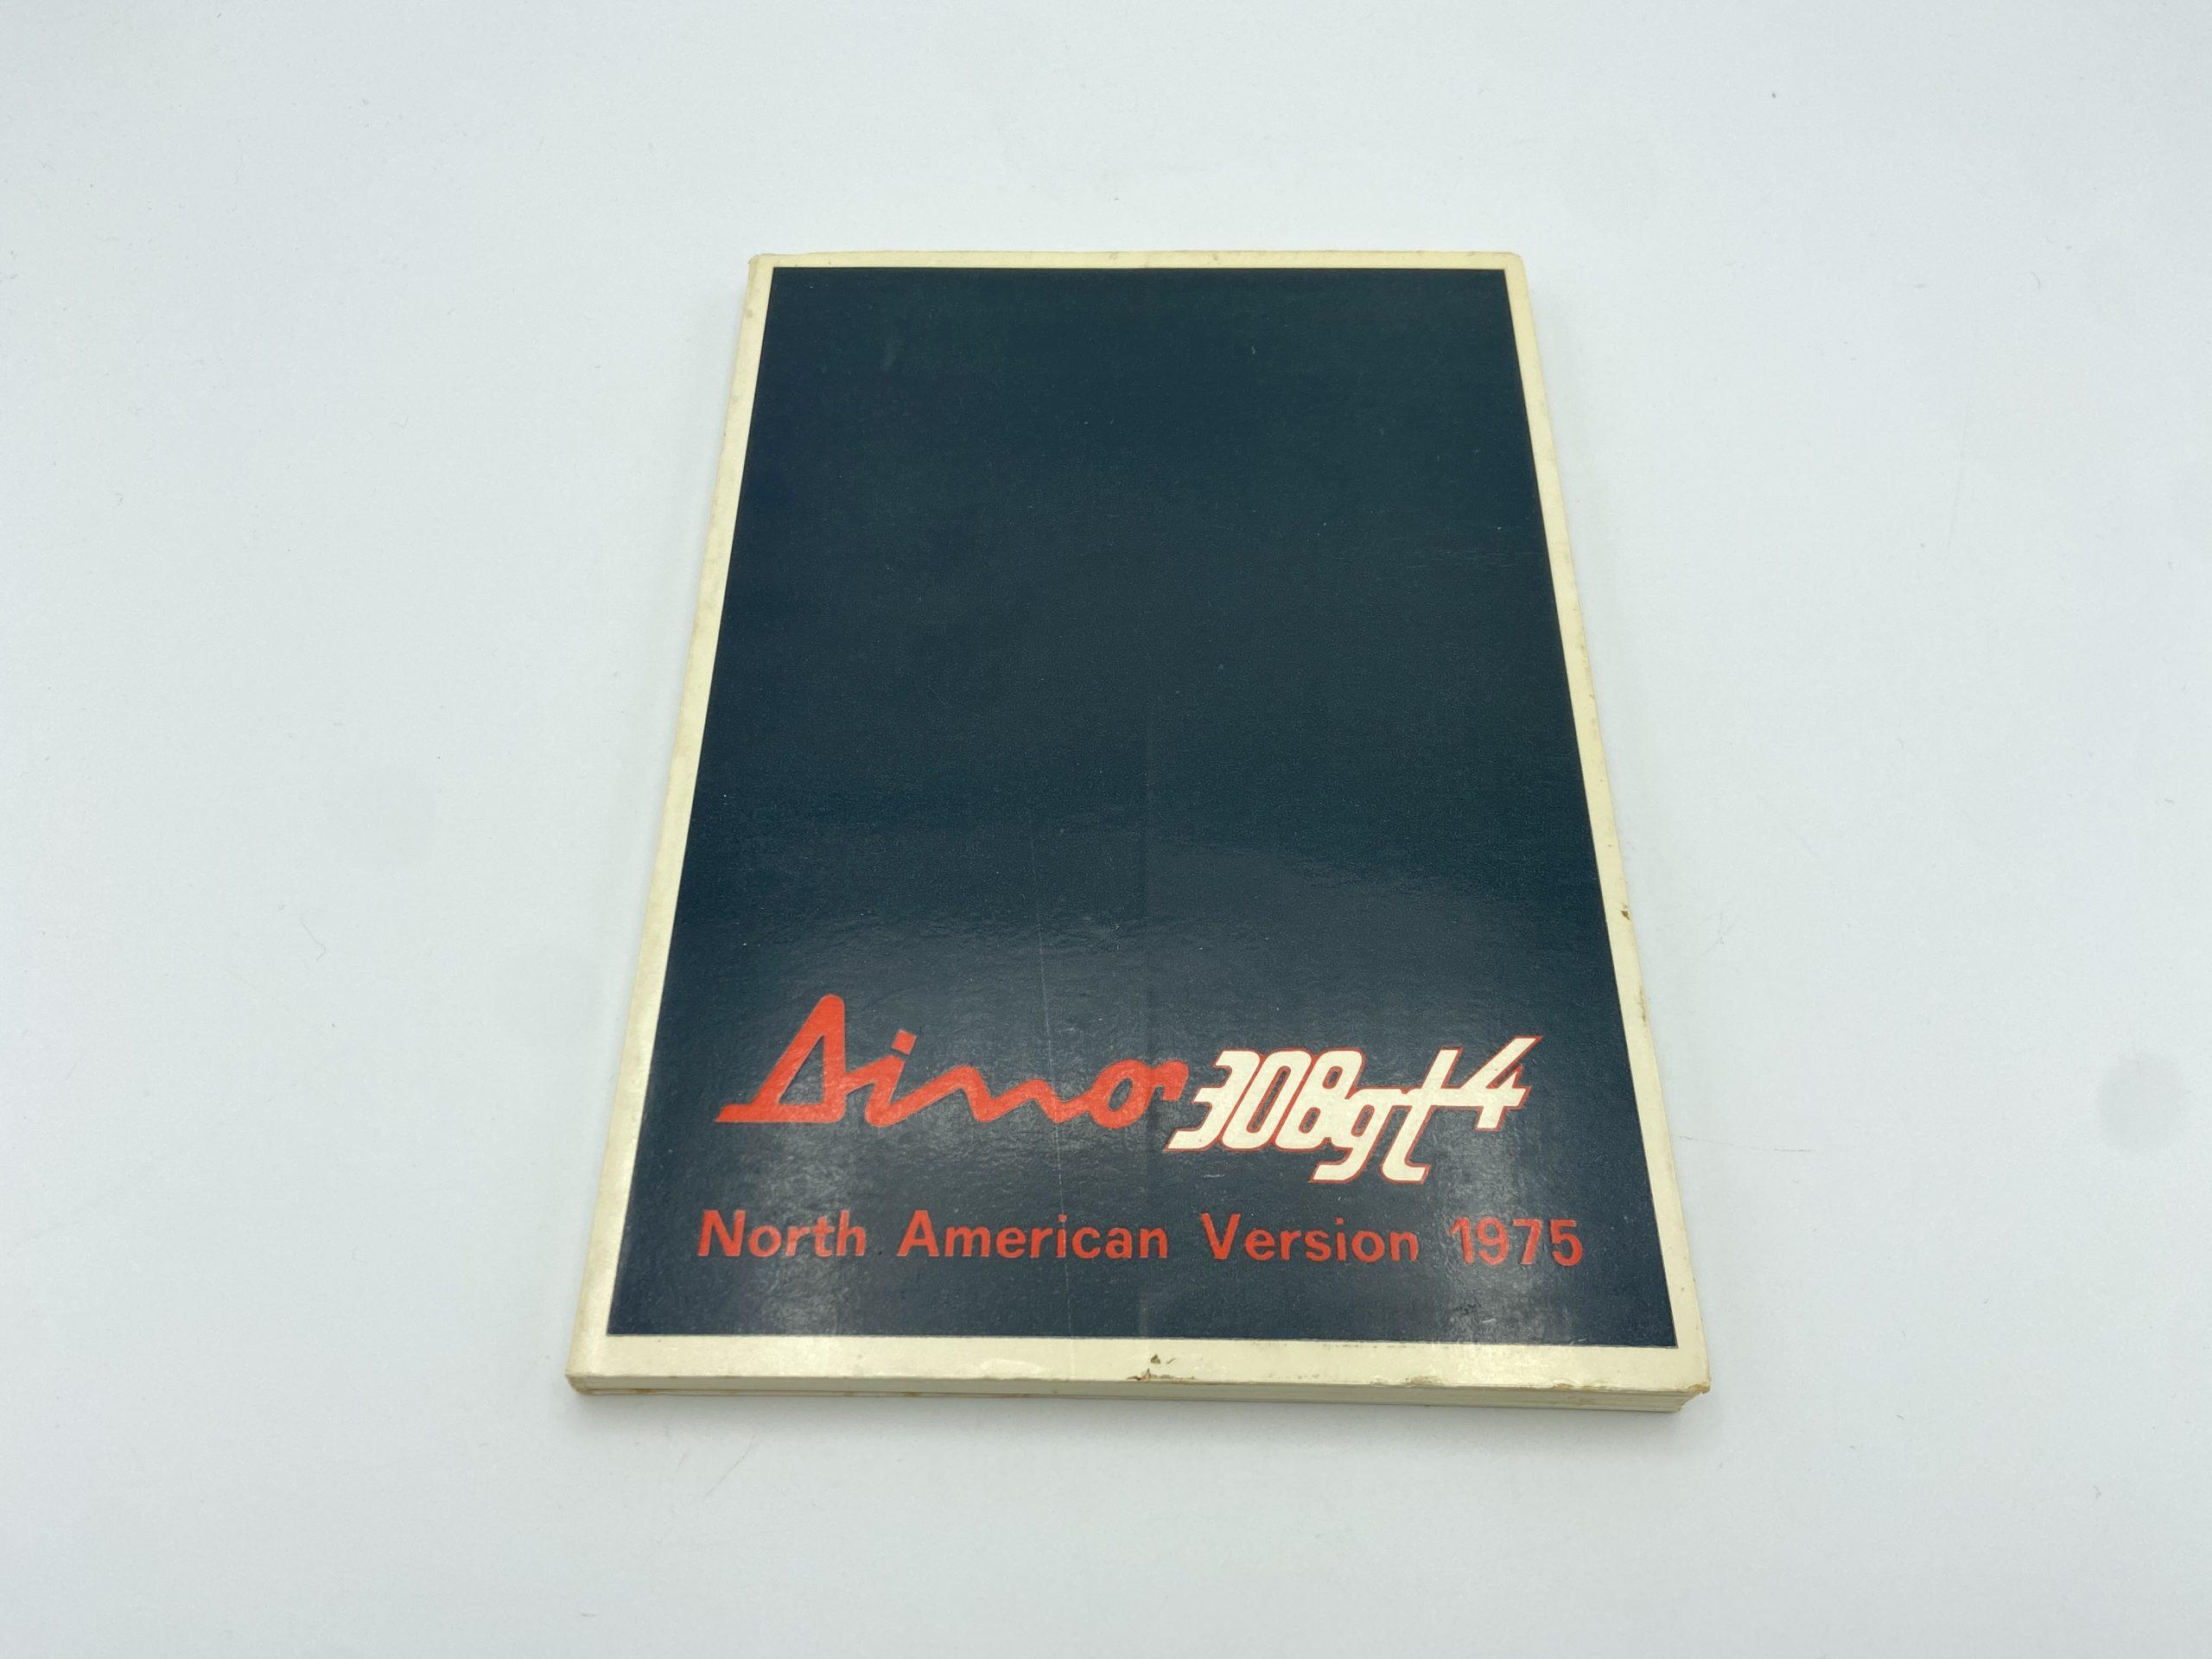 Dino 308gt4
North American Version 1975